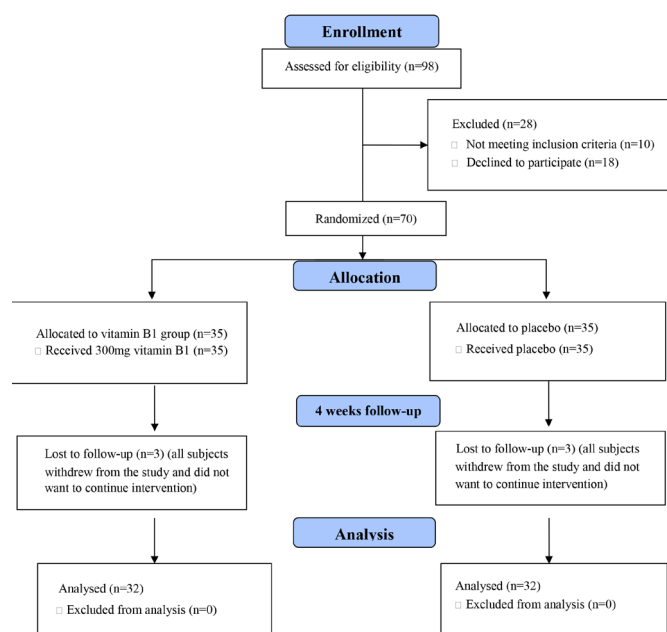 Enrollment
Assessed for eligibility (n=98)
Excluded (n=28)
Not meeting inclusion criteria (n=10)
Declined to participate (n=18)
Randomized (n=70)
Allocation
Allocated to vitamin B1 group (n=35)
Received 300mg vitamin B1 (n=35)
Allocated to placebo (n=35)
Received placebo (n=35)
4 weeks follow-up
Lost to follow-up (n=3) (all subjects
withdrew from the study and did not
want to continue intervention)
Lost to follow-up (n=3) (all subjects
withdrew from the study and did not
want to continue intervention)
Analysis
Analysed (n=32)
Excluded from analysis (n=0)
Analysed (n=32)
Excluded from analysis (n=0)